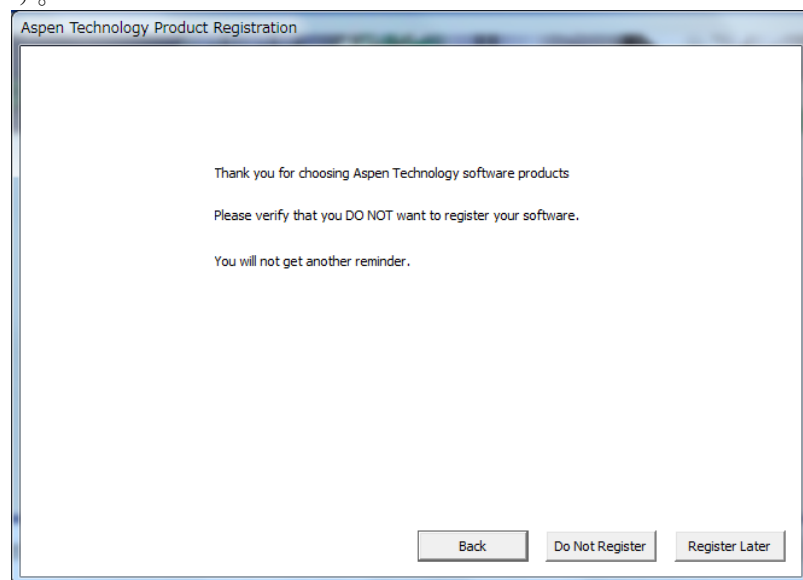 す。
Aspen Technology Product Registration
Thank you for choosing Aspen Technology software products
Please verify that you DO NOT want to register your software.
You will not get another reminder.
Back Do Not Register Register Later